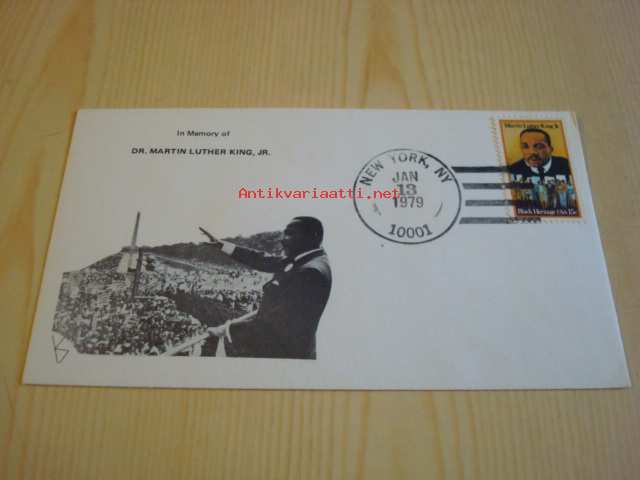 In Memory of
DR. MARTIN LUTHER KING, JR.
Antikvariaatti.net
NEW YORK, NY
JAN
13
1979
10001
Martin Luther King Jr.
Black Heritage USA 15c